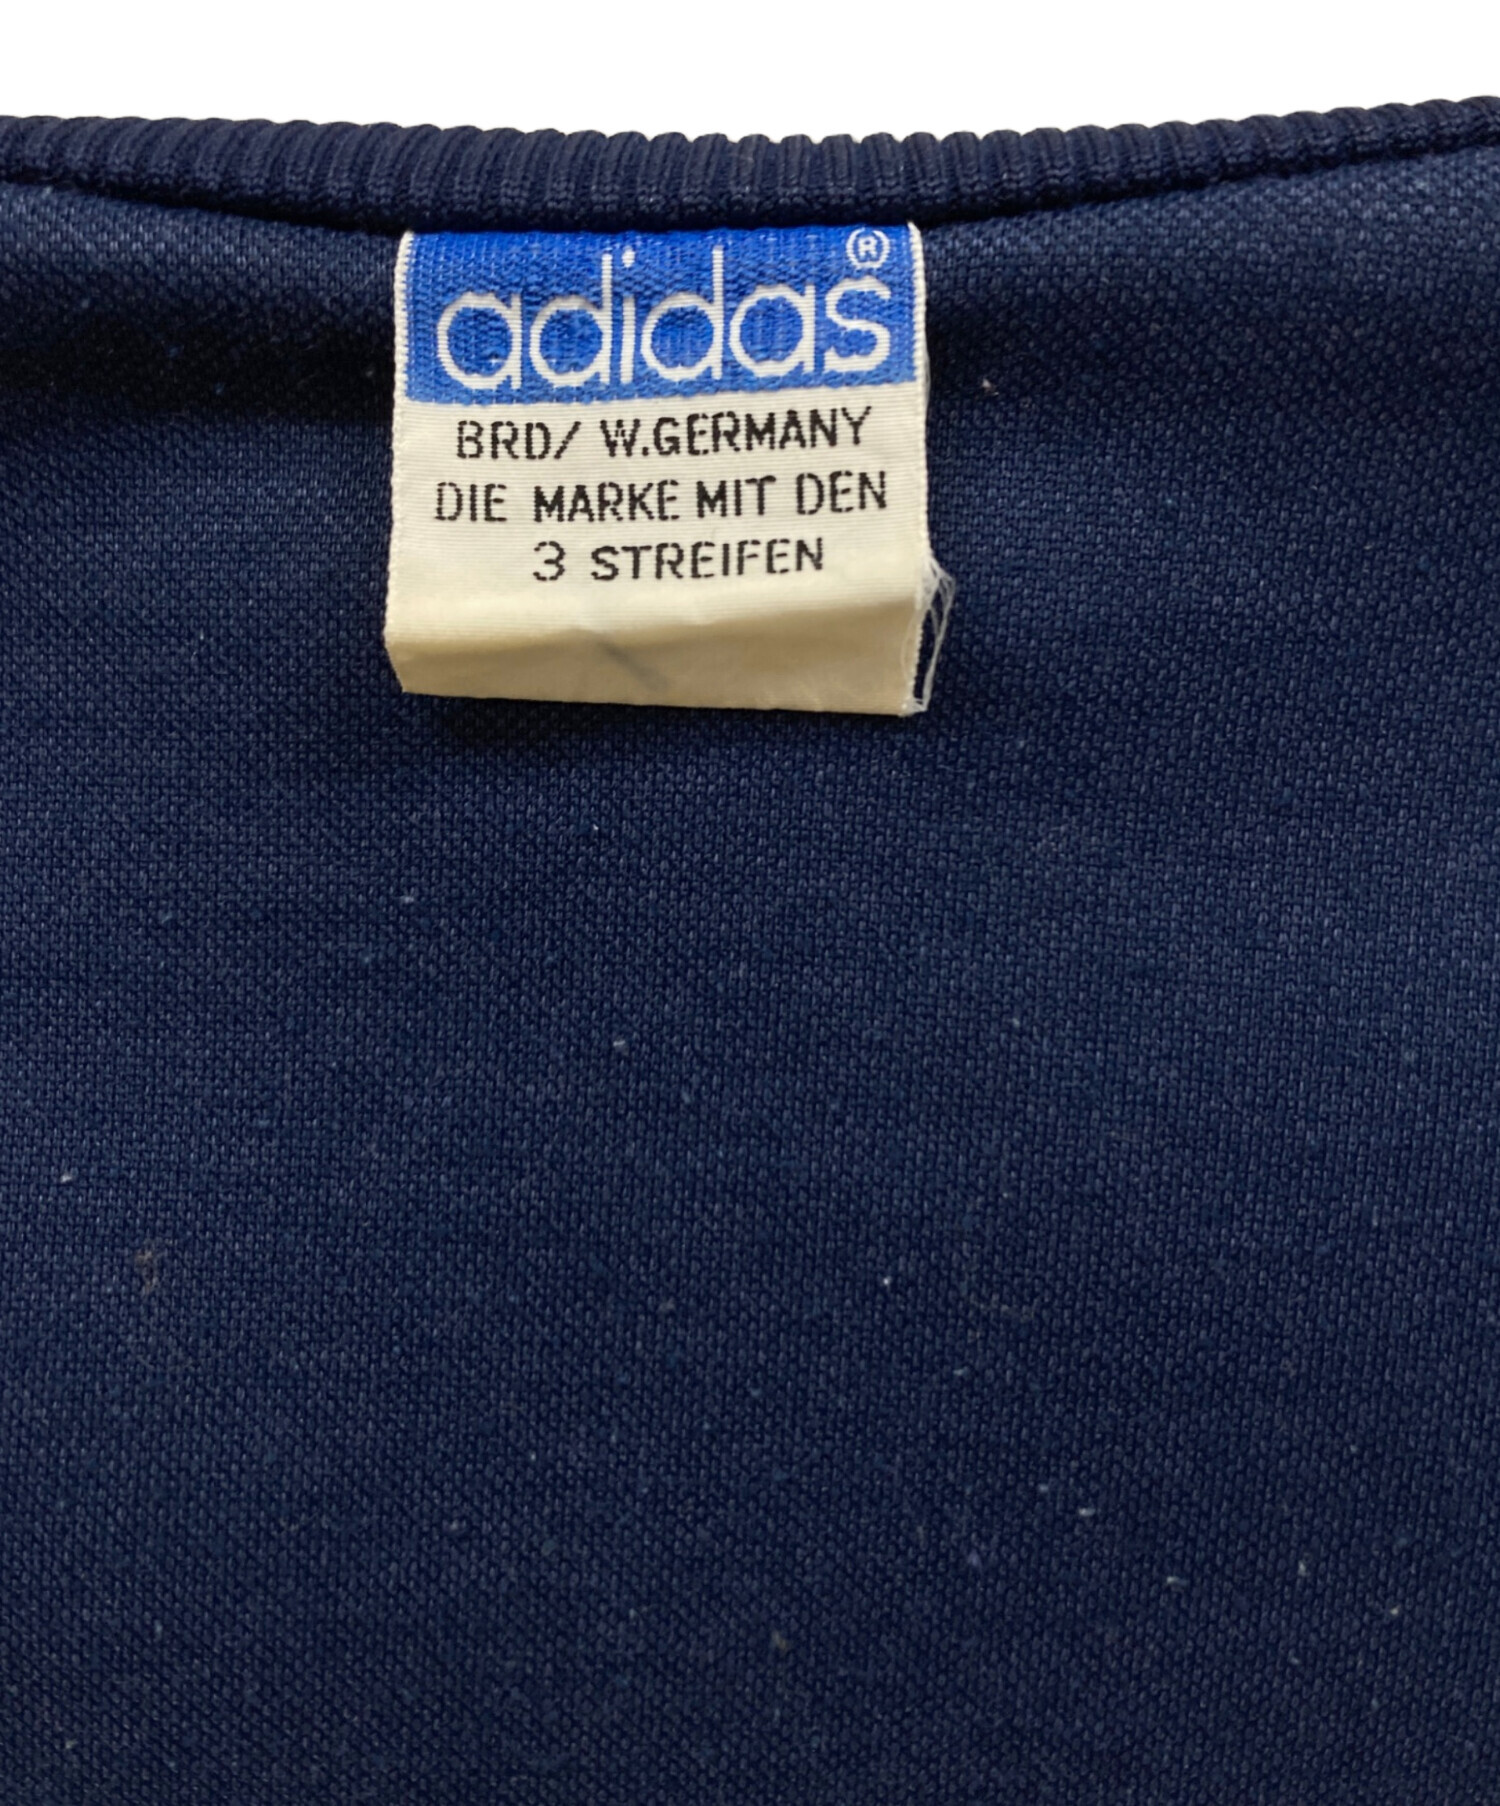 adidas®
BRD/ W.GERMANY
DIE MARKE MIT DEN
3 STREIFEN